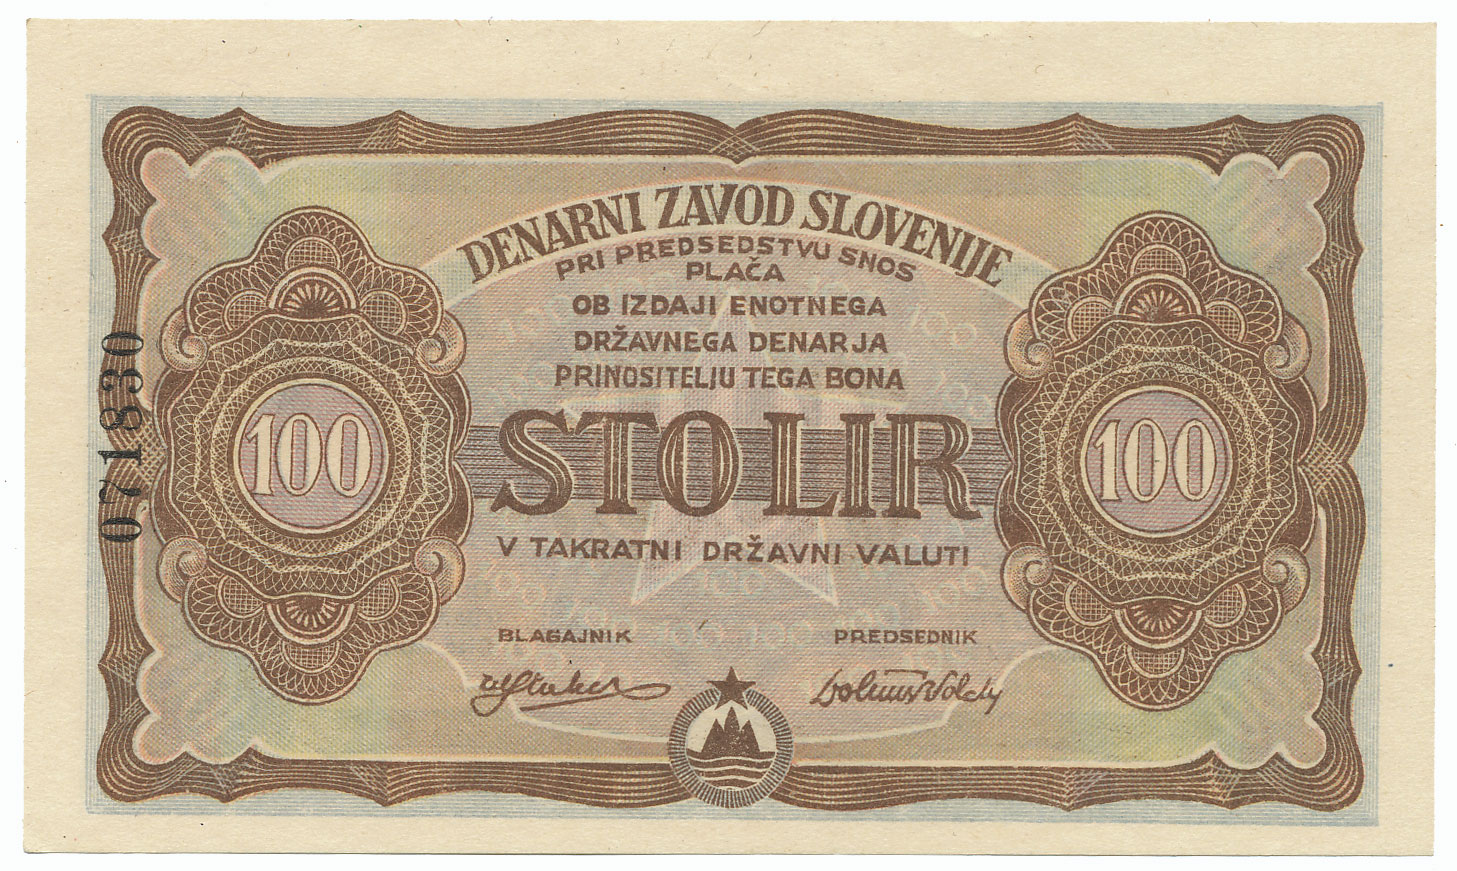 DENARNI ZAVOD SLOVENIJE
PRI PREDSEDSTVU SNOS
PLAČA
OB IZDAJI ENOTNEGA
DRŽAVNEGA DENARJA
PRINOSITELJU TEGA BONA
071830
100
STO LIR
100
V TAKRATNI DRŽAVNI VALUTI
BLAGAJNIK
PREDSEDNIK